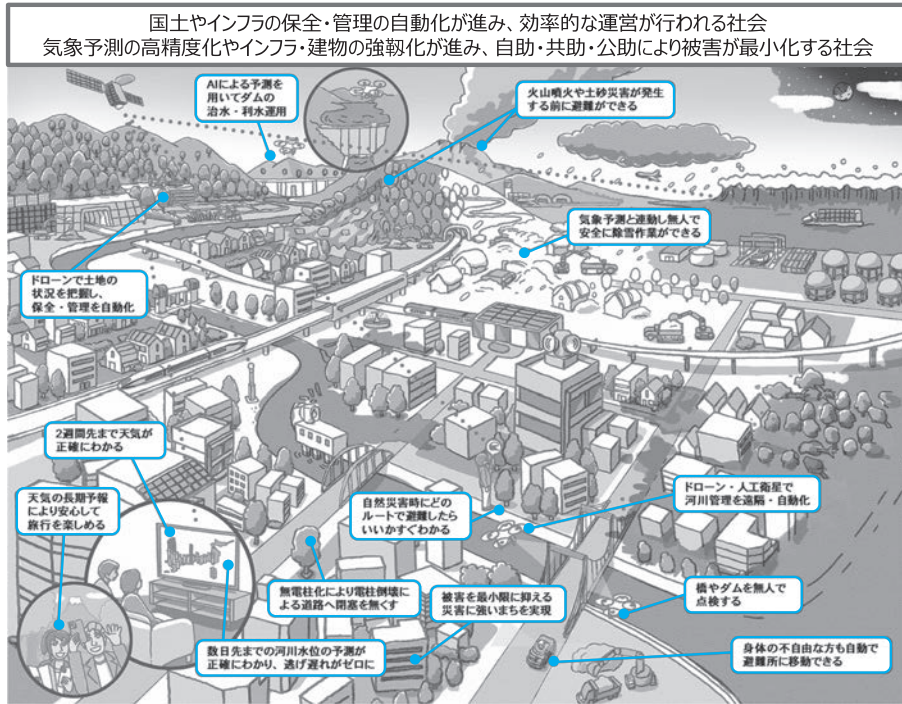 国土やインフラの保全・管理の自動化が進み、効率的な運営が行われる社会
気象予測の高精度化やインフラ・建物の強靱化が進み、自助・共助・公助により被害が最小化する社会
AIによる予測を
用いてダムの
治水・利水運用
火山噴火や土砂災害が発生
する前に避難ができる
気象予測と連動し無人で
安全に除雪作業ができる
ドローンで土地の
状況を把握し、
保全・管理を自動化
2週間先まで天気が
正確にわかる
天気の長期予報
により安心して
旅行を楽しめる
自然災害時にどの
ルートで避難したら
いいかすぐわかる
ドローン・人工衛星で
河川管理を遠隔・自動化
無電柱化により電柱倒壊に
よる道路へ閉塞を無くす
被害を最小限に抑える
災害に強いまちを実現
橋やダムを無人で
点検する
数日先までの河川水位の予測が
正確にわかり、逃げ遅れがゼロに
身体の不自由な方も自動で
避難所に移動できる